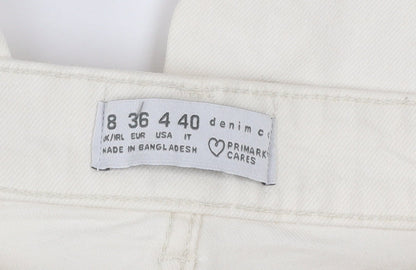 8 36 4 40 denim co
UK/IRL EUR USA IT
MADE IN BANGLADESH
PRIMARK
CARES